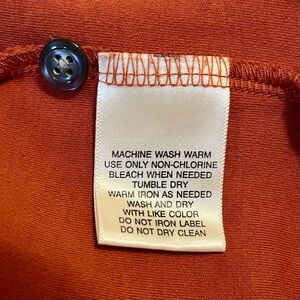 MACHINE WASH WARM
USE ONLY NON-CHLORINE
BLEACH WHEN NEEDED
TUMBLE DRY
WARM IRON AS NEEDED
WASH AND DRY
WITH LIKE COLOR
DO NOT IRON LABEL
DO NOT DRY CLEAN